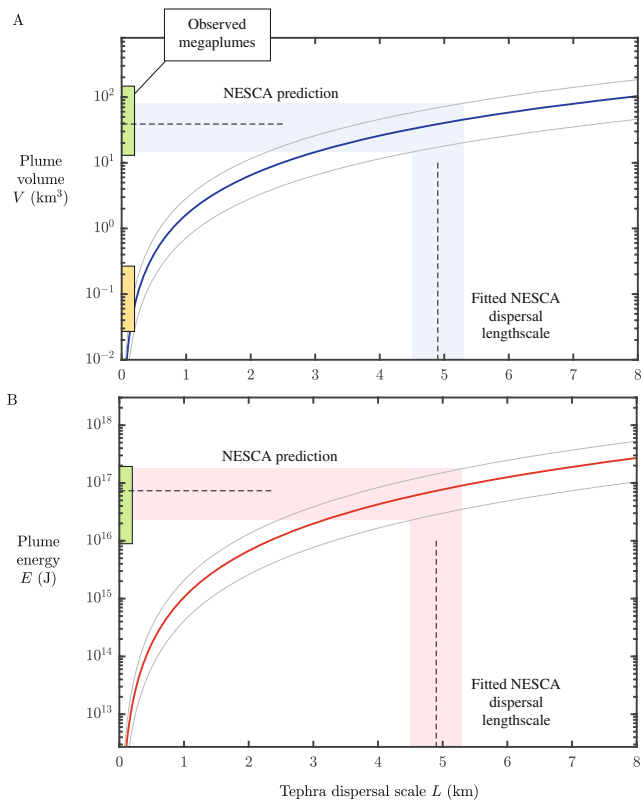 A
Observed
megaplumes
NESCA prediction
Plume
volume
V (km³)
10²
10¹
10⁰
10⁻¹
10⁻²
Fitted NESCA
dispersal
lengthscale
0 1 2 3 4 5 6 7 8
B
NESCA prediction
Plume
energy
E (J)
10¹⁸
10¹⁷
10¹⁶
10¹⁵
10¹⁴
10¹³
Fitted NESCA
dispersal
lengthscale
0 1 2 3 4 5 6 7 8
Tephra dispersal scale L (km)